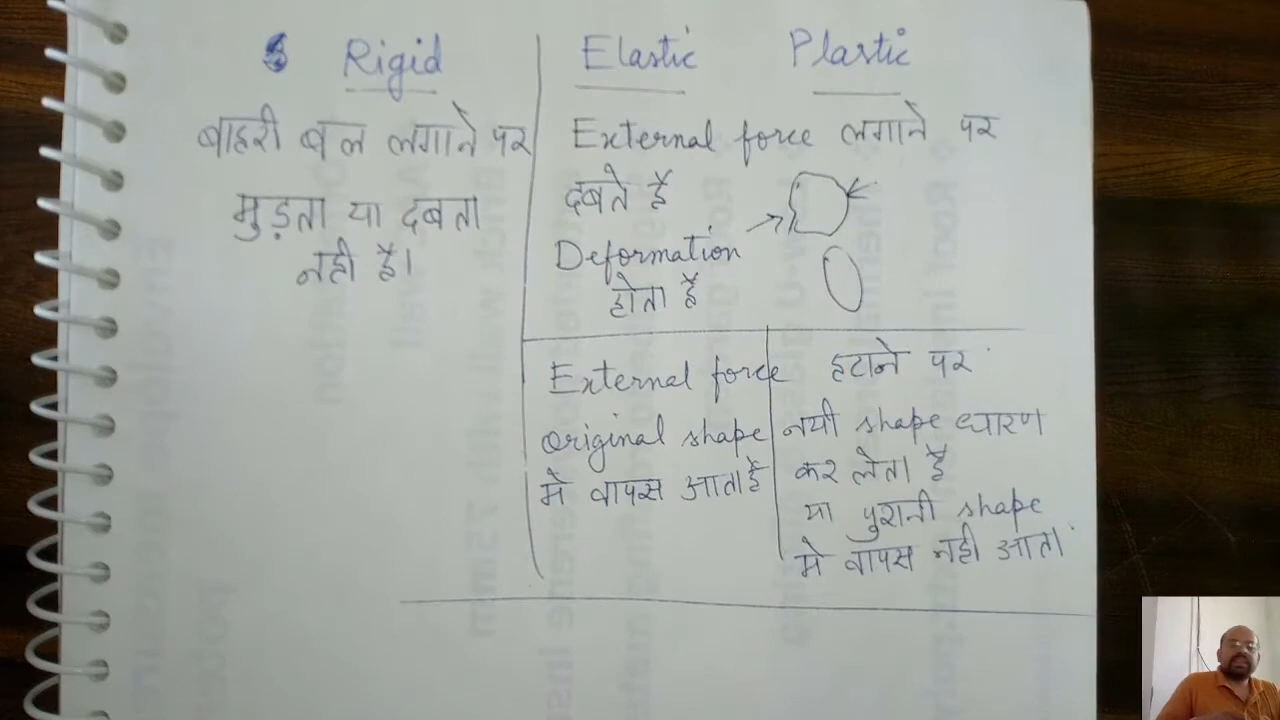 Rigid
बाहरी बल लगाने पर
मुड़ता या दबता
नही है।
Elastic Plastic
External force लगाने पर
दबते है
Deformation
होता है
External force हटाने पर
original shape
मे वापस आता है
नयी shape धारण
कर लेता है
या पुरानी shape
मे वापस नही आता